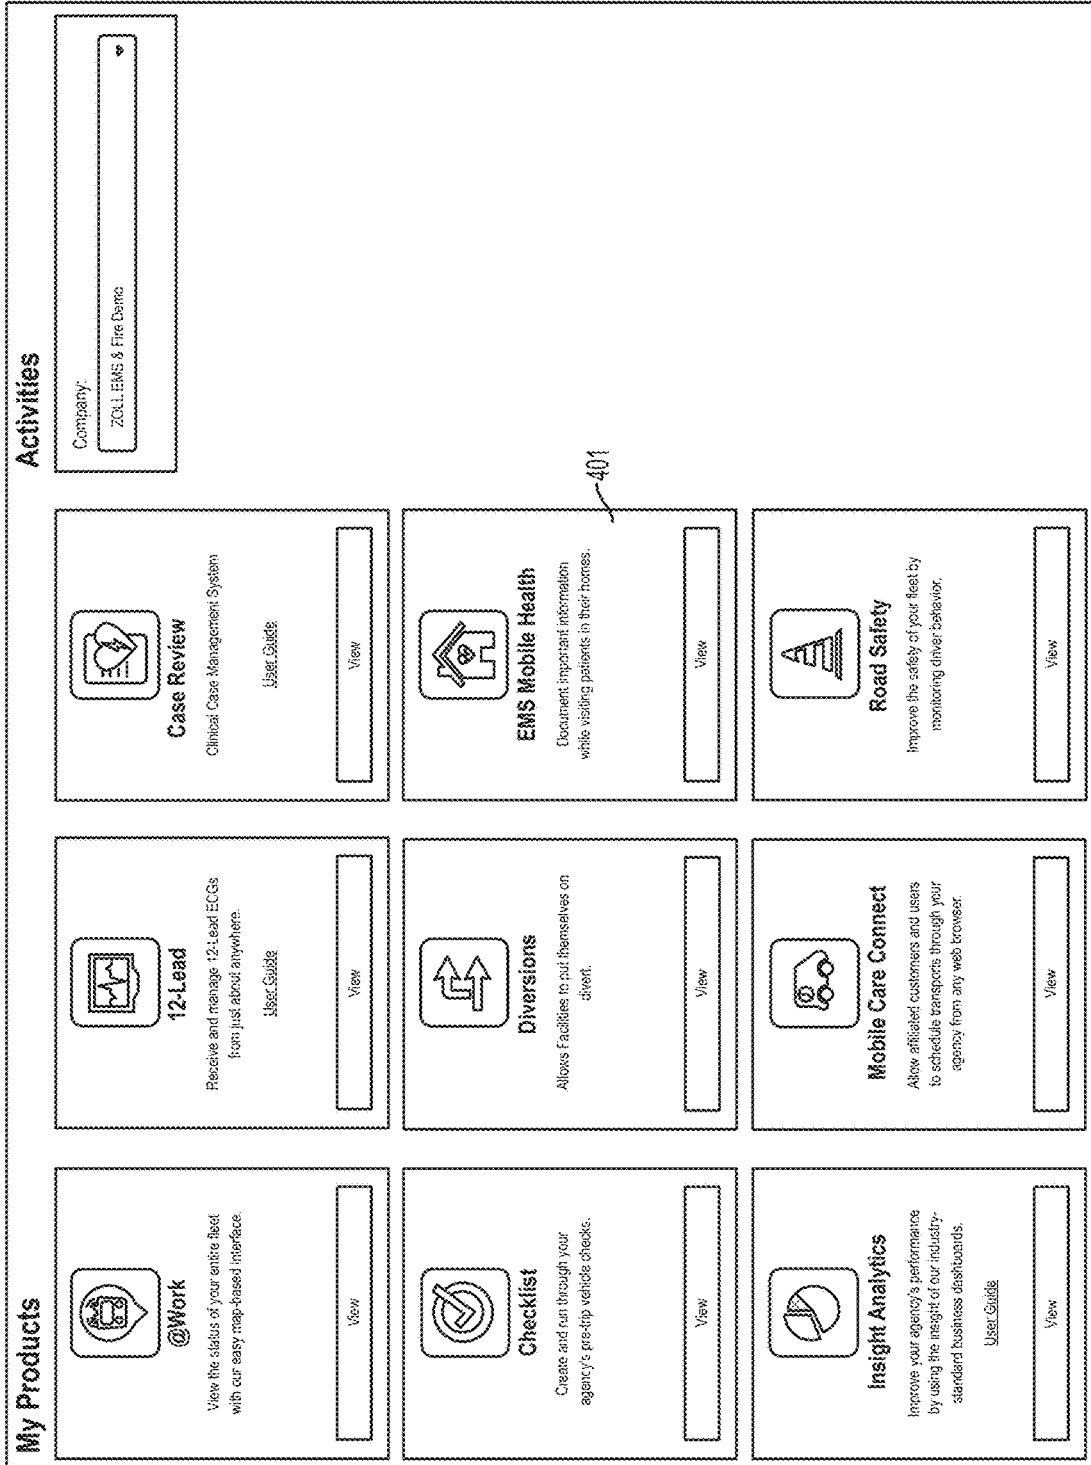 My Products
Activities
@Work
View the status of your entire fleet
with our easy map-based interface.
View
12-Lead
Receive and manage 12-Lead ECGs
from just about anywhere.
User Guide
View
Case Review
Clinical Case Management System
User Guide
View
Company:
ZOLL EMS & Fire Demo
Checklist
Create and run through your
agency's pre-trip vehicle checks.
View
Diversions
Allows Facilities to put themselves on
divert.
View
EMS Mobile Health
Document important information
while visiting patients in their homes.
View
401
Insight Analytics
Improve your agency's performance
by using the insight of our industry-
standard business dashboards.
User Guide
View
Mobile Care Connect
Allow affiliated customers and users
to schedule transports through your
agency from any web browser.
View
Road Safety
Improve the safety of your fleet by
monitoring driver behavior.
View